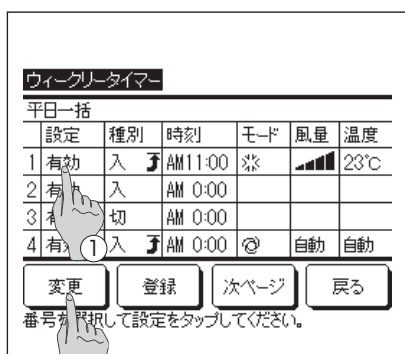 ウィークリータイマー
平日一括
設定 種別 時刻 モード 風量 温度
1 有効 入 AM11:00 23℃
2 有 入 AM 0:00
3 切 AM 0:00
4 有 入 AM 0:00 自動 自動
①
変更 登録 次ページ 戻る
番号 択して設定をタップしてください。